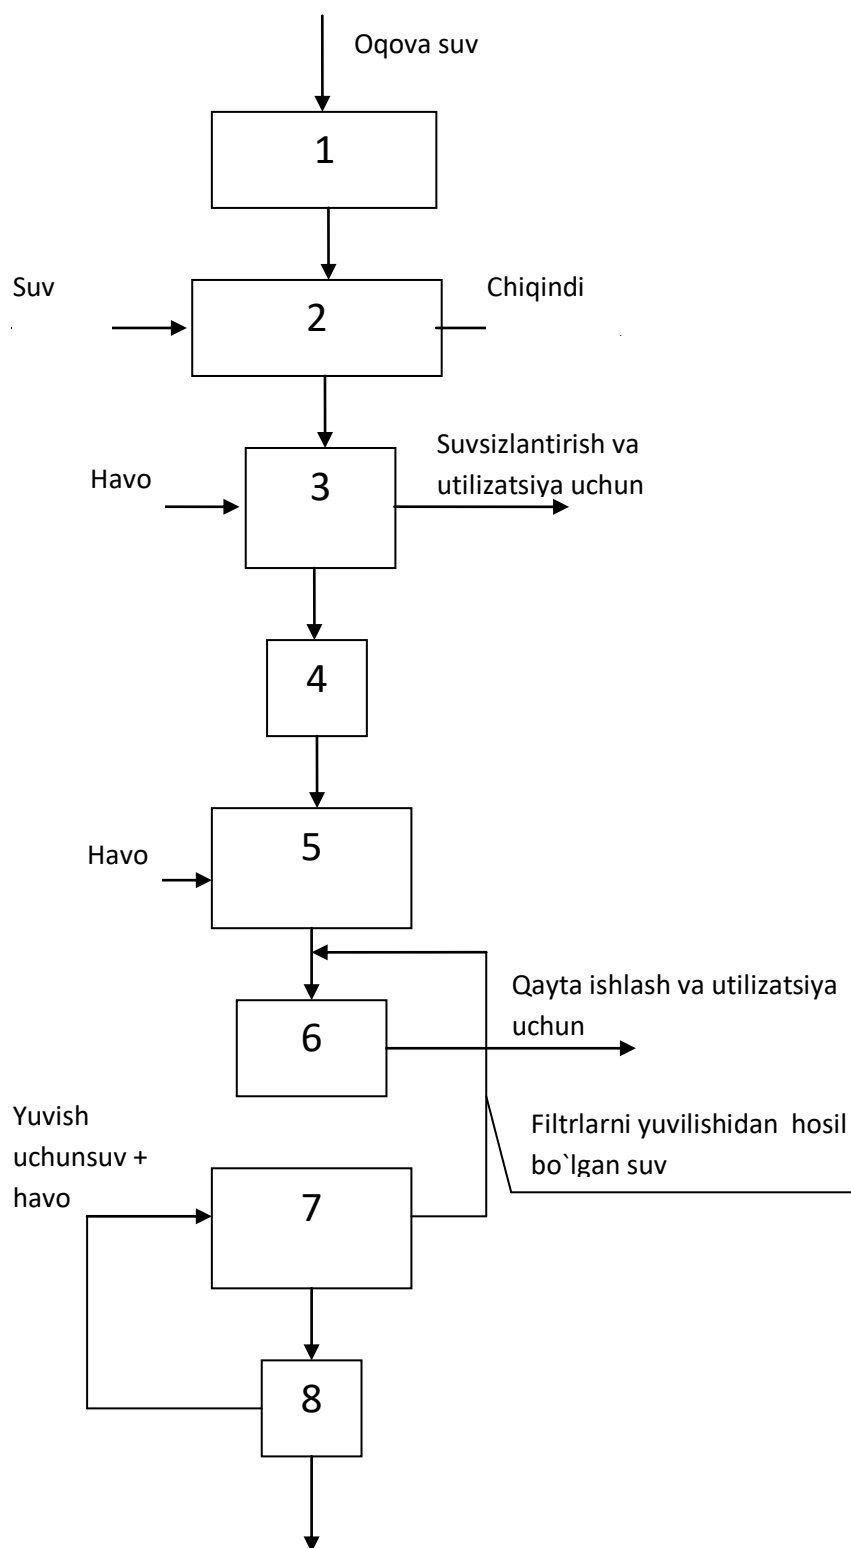 Oqova suv
1
Suv
Chiqindi
2
Suvsizlantirish va
utilizatsiya uchun
Havo
3
4
Havo
5
Qayta ishlash va utilizatsiya
uchun
6
Yuvish
uchunsuv +
havo
Filtrlarni yuvilishidan hosil
bo`lgan suv
7
8